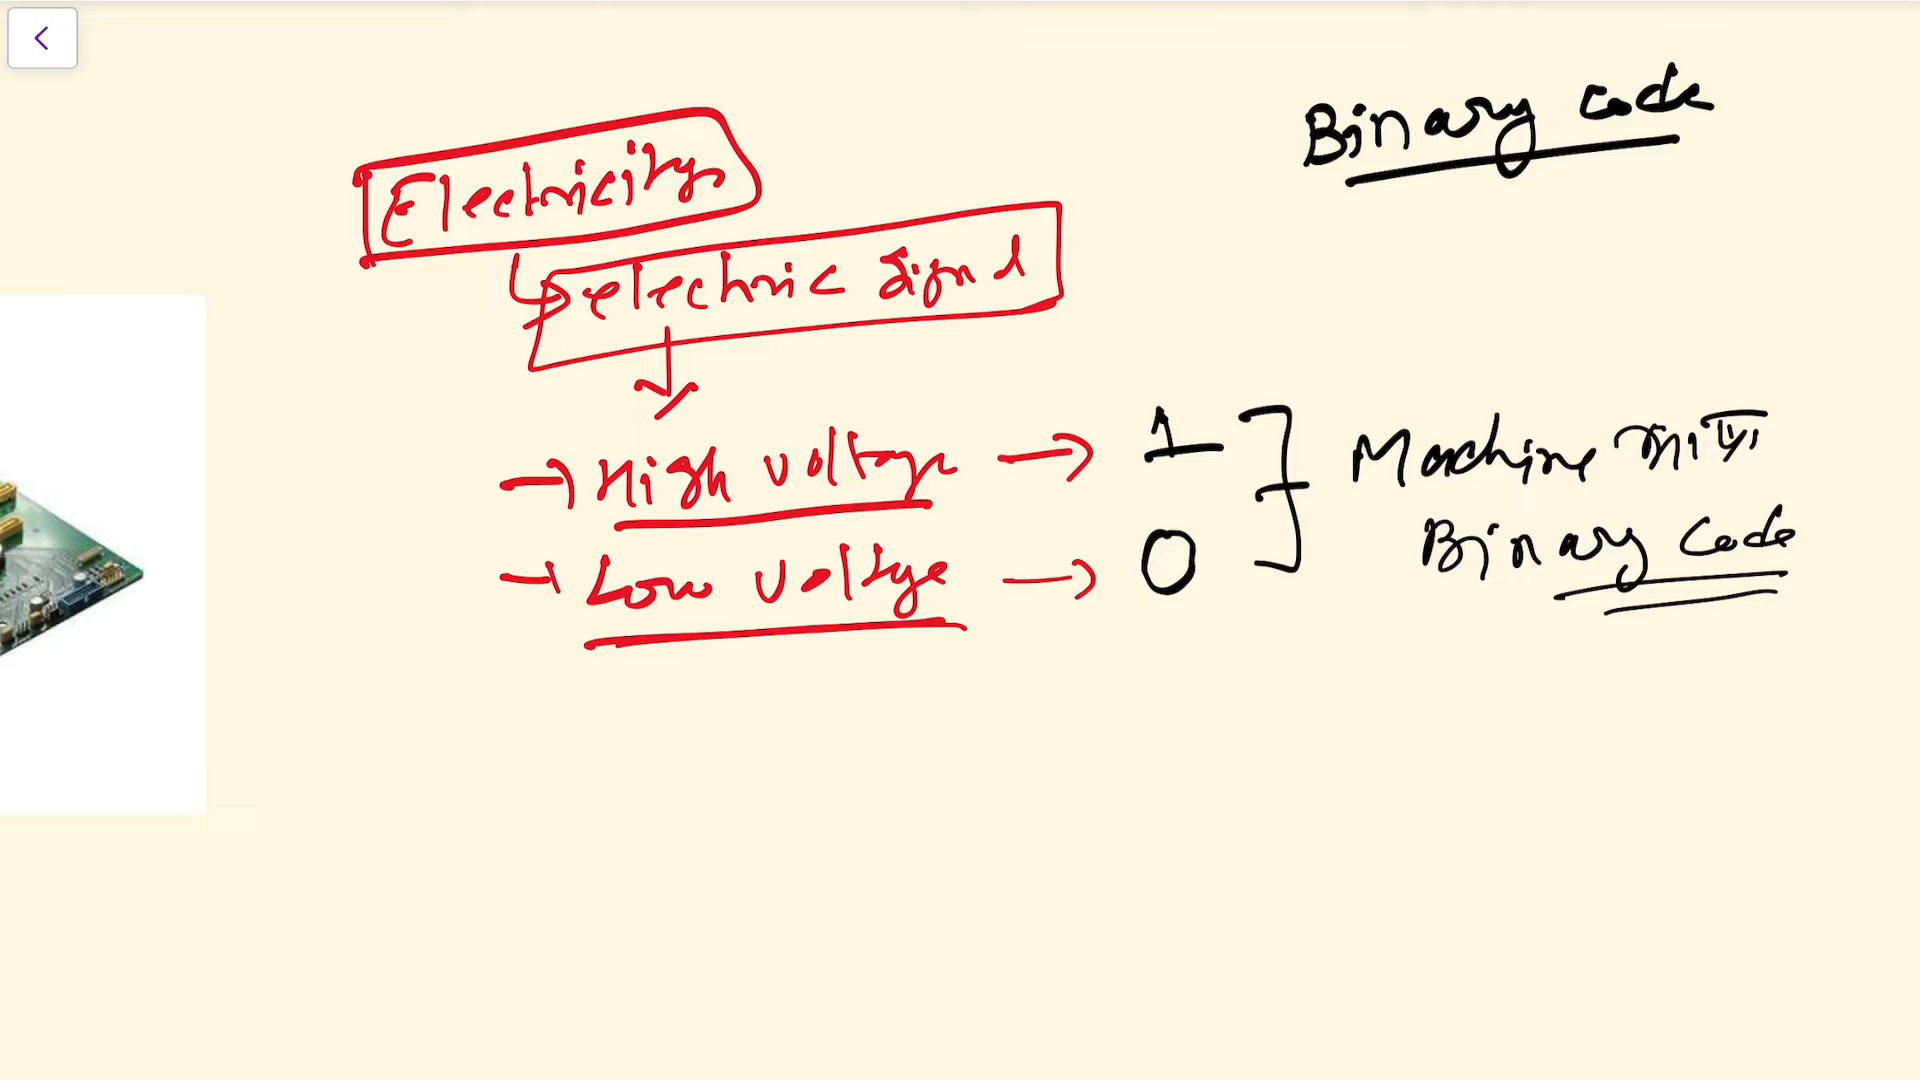 Binary code
Electricity
electric signal
High voltage → 1
Low voltage → 0
Machine
Binary Code